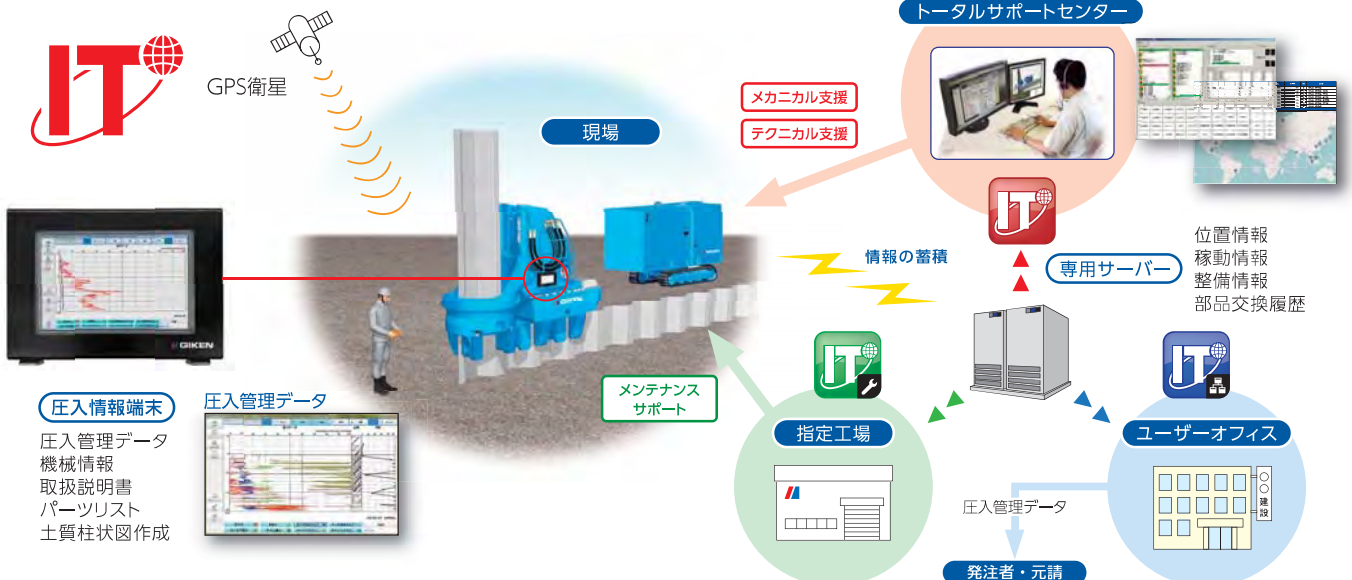 トータルサポートセンター
IT
GPS衛星
メカニカル支援
テクニカル支援
現場
IT
位置情報
稼動情報
整備情報
部品交換履歴
情報の蓄積
専用サーバー
GIKEN
IT
IT
メンテナンス
サポート
圧入情報端末
圧入管理データ
機械情報
取扱説明書
パーツリスト
土質柱状図作成
圧入管理データ
指定工場
ユーザーオフィス
〇〇建設
圧入管理データ
発注者・元請